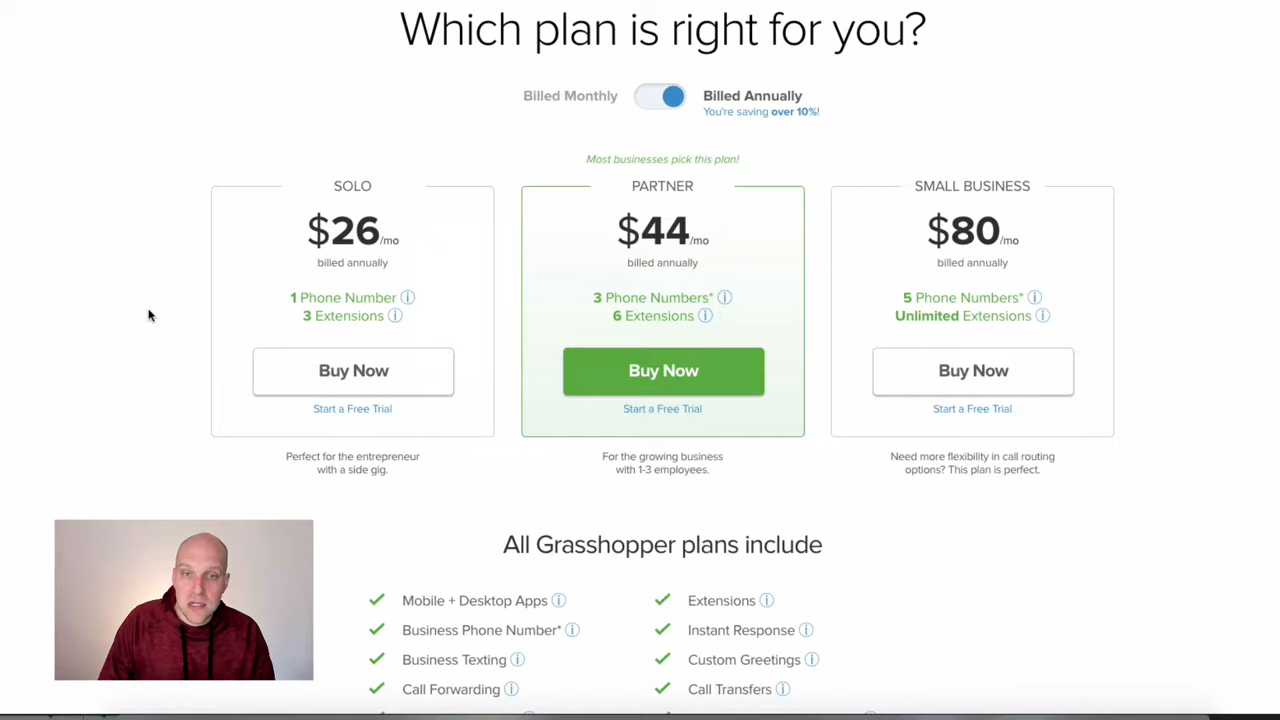 Which plan is right for you?
Billed Monthly
Billed Annually
You're saving over 10%!
Most businesses pick this plan!
SOLO
$26/mo
billed annually
1 Phone Number
3 Extensions
Buy Now
Start a Free Trial
Perfect for the entrepreneur
with a side gig.
PARTNER
$44/mo
billed annually
3 Phone Numbers*
6 Extensions
Buy Now
Start a Free Trial
For the growing business
with 1-3 employees.
SMALL BUSINESS
$80/mo
billed annually
5 Phone Numbers*
Unlimited Extensions
Buy Now
Start a Free Trial
Need more flexibility in call routing
options? This plan is perfect.
All Grasshopper plans include
Mobile + Desktop Apps
Business Phone Number*
Business Texting
Call Forwarding
Extensions
Instant Response
Custom Greetings
Call Transfers